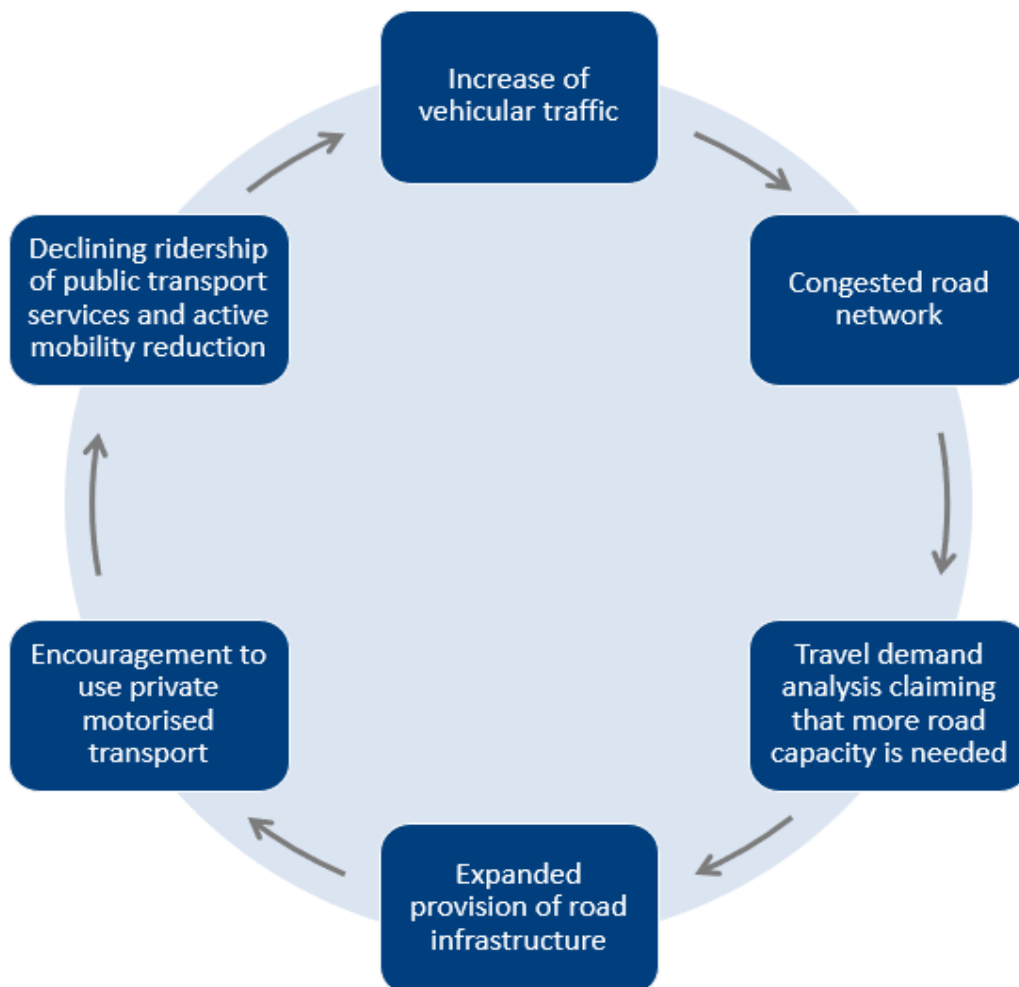 Increase of
vehicular traffic
Congested road
network
Travel demand
analysis claiming
that more road
capacity is needed
Expanded
provision of road
infrastructure
Encouragement to
use private
motorised
transport
Declining ridership
of public transport
services and active
mobility reduction